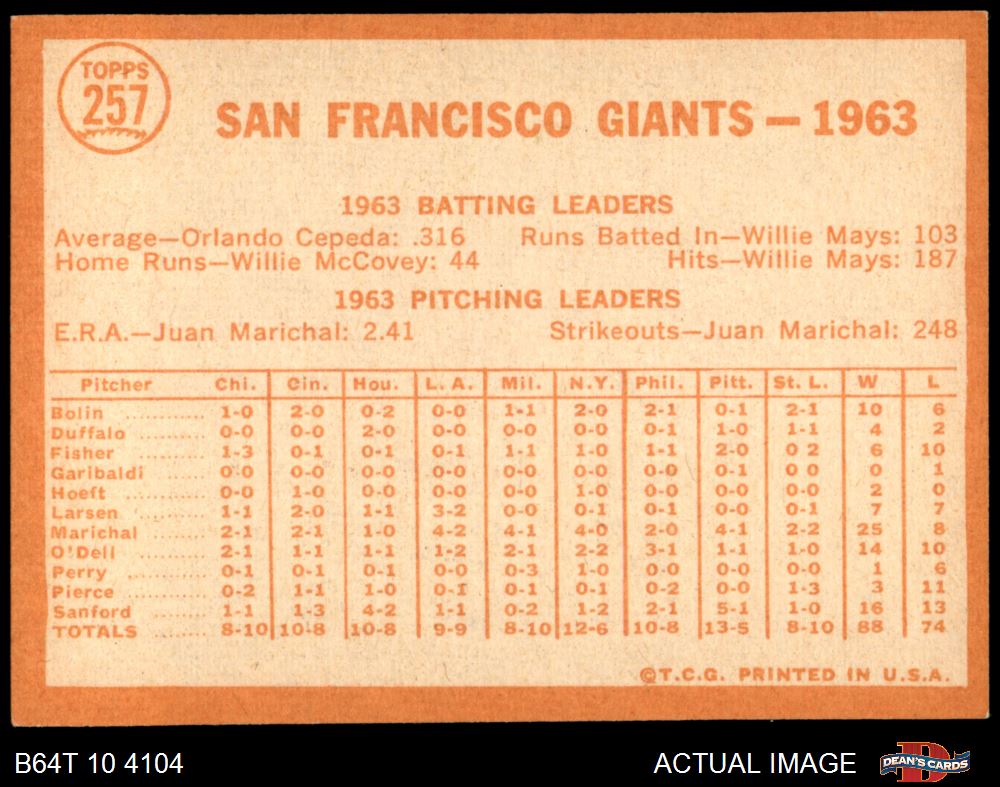 TOPPS
257
SAN FRANCISCO GIANTS — 1963
1963 BATTING LEADERS
Average—Orlando Cepeda: .316 Runs Batted In—Willie Mays: 103
Home Runs—Willie McCovey: 44 Hits—Willie Mays: 187
1963 PITCHING LEADERS
E.R.A.—Juan Marichal: 2.41 Strikeouts—Juan Marichal: 248
Pitcher Chi. Cin. Hou. L. A. Mil. N.Y. Phil. Pitt. St. L. W L
Bolin ............ 1-0 2-0 0-2 0-0 1-1 2-0 2-1 0-1 2-1 10 6
Duffalo .......... 0-0 0-0 2-0 0-0 0-0 0-0 0-1 1-0 1-1 4 2
Fisher ........... 1-3 0-1 0-1 0-1 1-1 1-0 1-1 2-0 0 2 6 10
Garibaldi ........ 0-0 0-0 0-0 0-0 0-0 0-0 0-0 0-1 0 0 0 1
Hoeft ............ 0-0 1-0 0-0 0-0 0-0 1-0 0-0 0-0 0-0 2 0
Larsen ........... 1-1 2-0 1-1 3-2 0-0 0-1 0-1 0-0 0-1 7 7
Marichal ......... 2-1 2-1 1-0 4-2 4-1 4-0 2-0 4-1 2-2 25 8
O'Dell ........... 2-1 1-1 1-1 1-2 2-1 2-2 3-1 1-1 1-0 14 10
Perry ............ 0-1 0-1 0-1 0-0 0-3 1-0 0-0 0-0 0-0 1 6
Pierce ........... 0-2 1-1 1-0 0-1 0-1 0-1 0-2 0-0 1-3 3 11
Sanford .......... 1-1 1-3 4-2 1-1 0-2 1-2 2-1 5-1 1-0 16 13
TOTALS ...... 8-10 10-8 10-8 9-9 8-10 12-6 10-8 13-5 8-10 88 74
©T.C.G. PRINTED IN U.S.A.
B64T 10 4104 ACTUAL IMAGE
DEAN'S CARDS